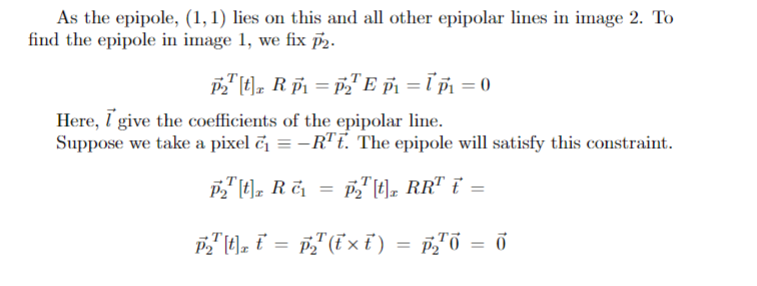 As the epipole, (1, 1) lies on this and all other epipolar lines in image 2. To
find the epipole in image 1, we fix p⃗₂.
p⃗₂ᵀ[t]ₓ R p⃗₁ = p⃗₂ᵀ E p⃗₁ = l⃗ p⃗₁ = 0
Here, l⃗ give the coefficients of the epipolar line.
Suppose we take a pixel c⃗₁ ≡ −Rᵀt⃗. The epipole will satisfy this constraint.
p⃗₂ᵀ[t]ₓ R c⃗₁ = p⃗₂ᵀ[t]ₓ RRᵀ t⃗ =
p⃗₂ᵀ[t]ₓ t⃗ = p⃗₂ᵀ(t⃗ × t⃗ ) = p⃗₂ᵀ0⃗ = 0⃗